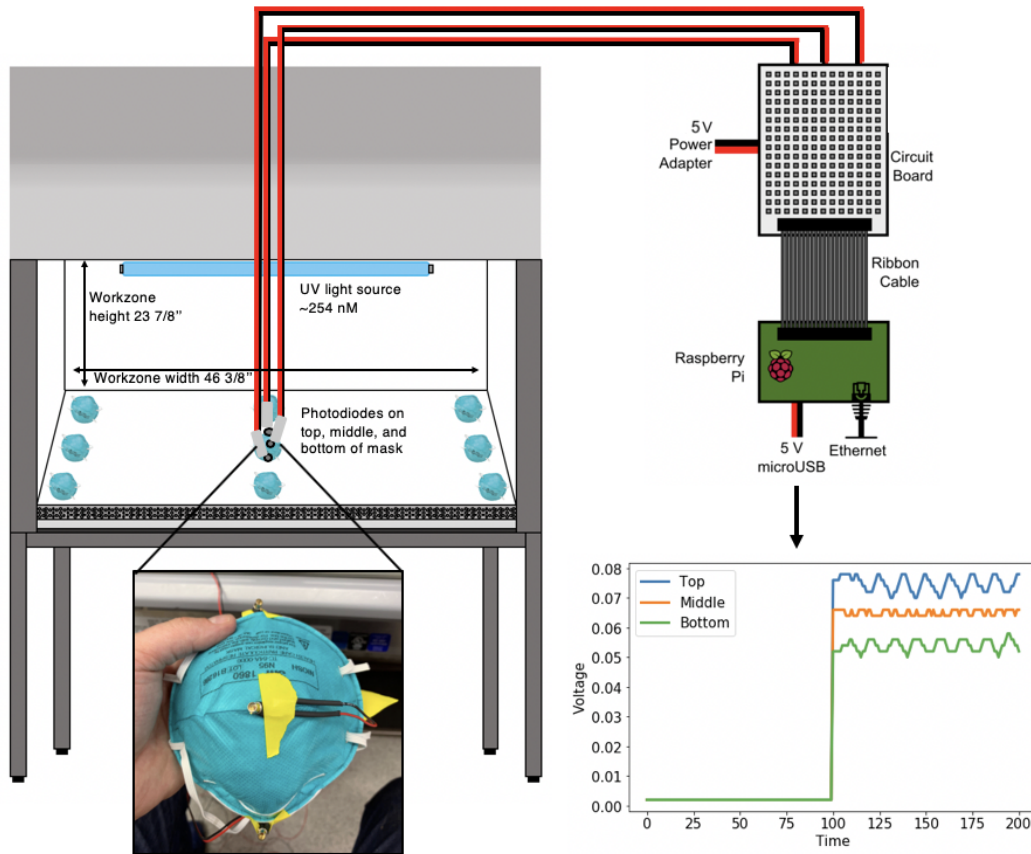 Workzone
height 23 7/8"
UV light source
~254 nM
Workzone width 46 3/8"
Photodiodes on
top, middle, and
bottom of mask
5 V
Power
Adapter
Circuit
Board
Ribbon
Cable
Raspberry
Pi
5 V
microUSB
Ethernet
1860
N95
NIOSH
Voltage
0.08
0.07
0.06
0.05
0.04
0.03
0.02
0.01
0.00
Top
Middle
Bottom
0
25
50
75
100
125
150
175
200
Time